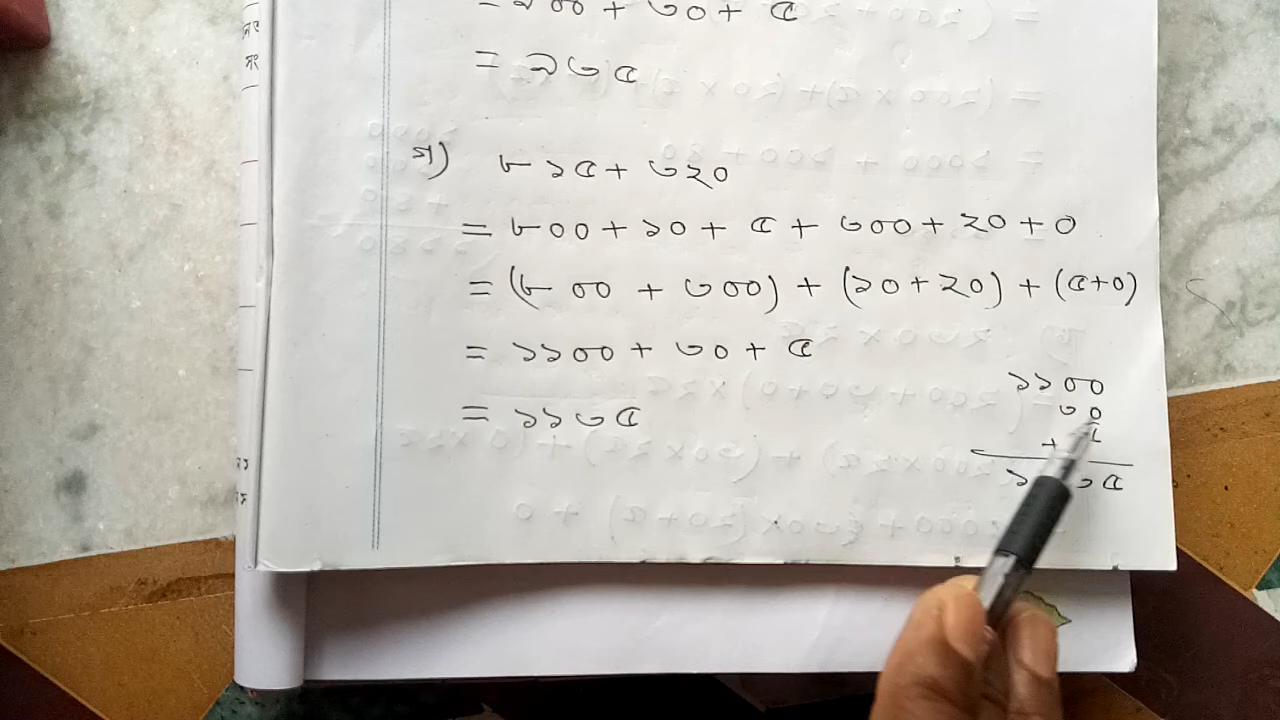 = ২০০ + ৩০ + ৫
= ২৩৫
গ) ৮১৫ + ৩২০
= ৮০০ + ১০ + ৫ + ৩০০ + ২০ + ০
= (৮০০ + ৩০০) + (১০ + ২০) + (৫+০)
= ১১০০ + ৩০ + ৫
= ১১৩৫
১১০০
৩০
+